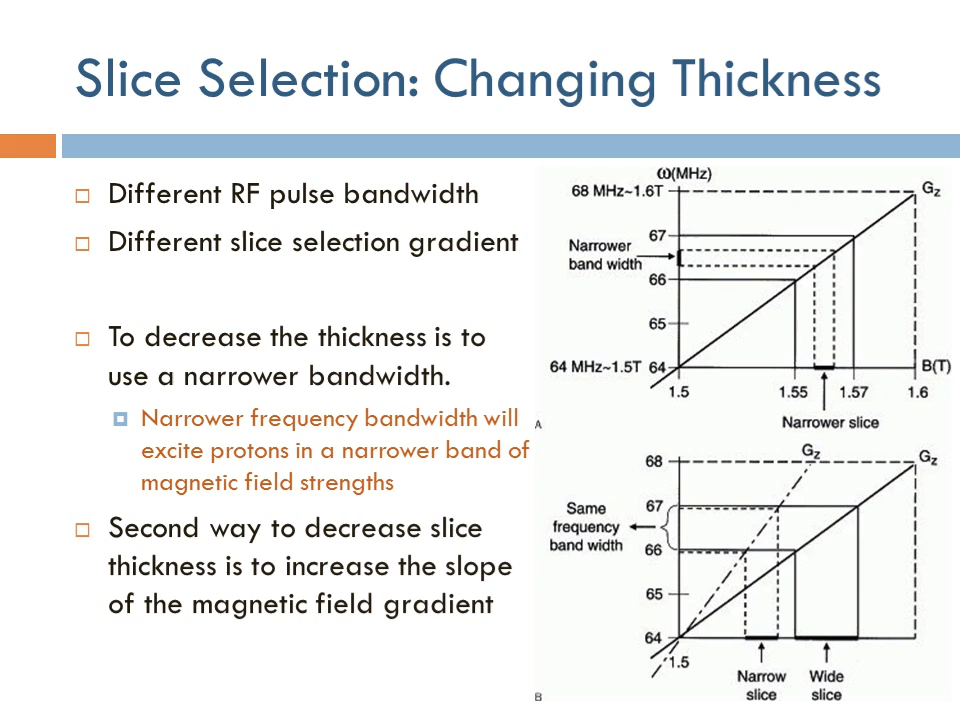 Slice Selection: Changing Thickness
Different RF pulse bandwidth
Different slice selection gradient
To decrease the thickness is to
use a narrower bandwidth.
Narrower frequency bandwidth will
excite protons in a narrower band of
magnetic field strengths
Second way to decrease slice
thickness is to increase the slope
of the magnetic field gradient
ω(MHz)
68 MHz~1.6T
Gz
67
Narrower
band width
66
65
64 MHz~1.5T 64
B(T)
1.5 1.55 1.57 1.6
Narrower slice
A
Gz
68
Gz
67
Same
frequency
band width
66
65
64
1.5
Narrow
slice
Wide
slice
B